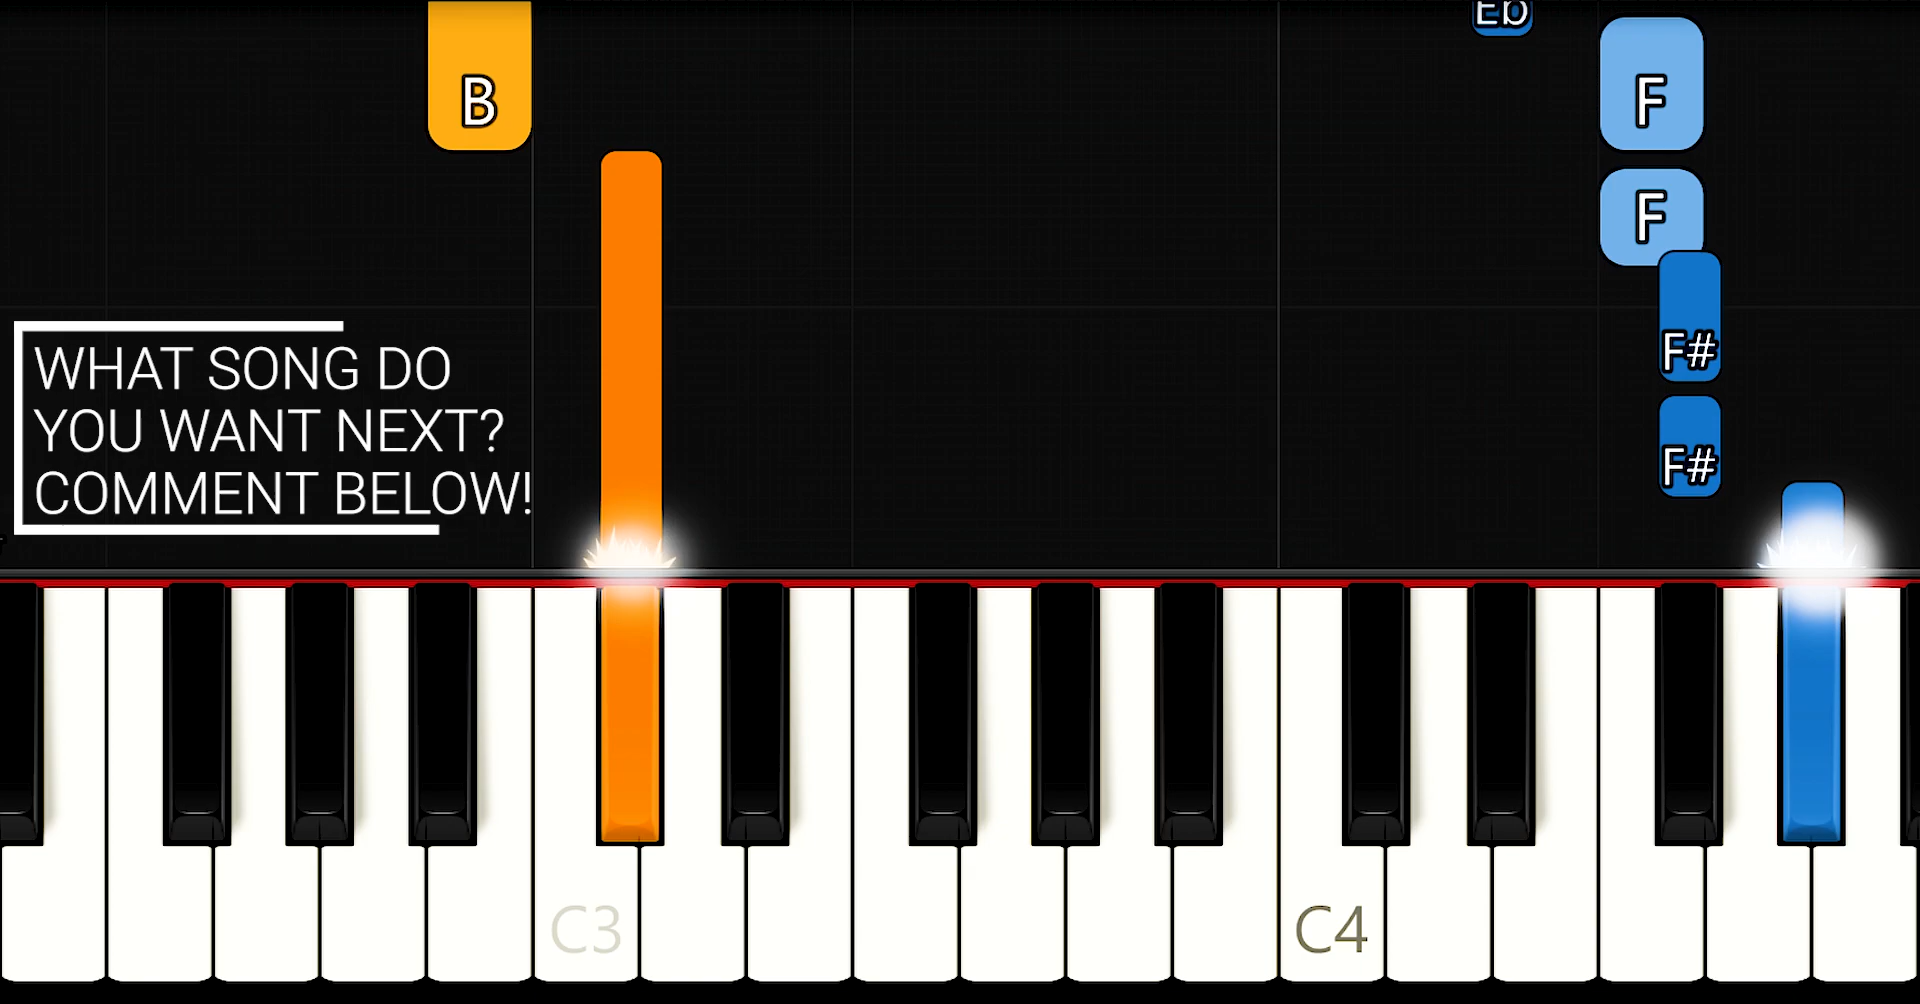 Eb
B
F
F
F#
F#
WHAT SONG DO
YOU WANT NEXT?
COMMENT BELOW!
C3
C4